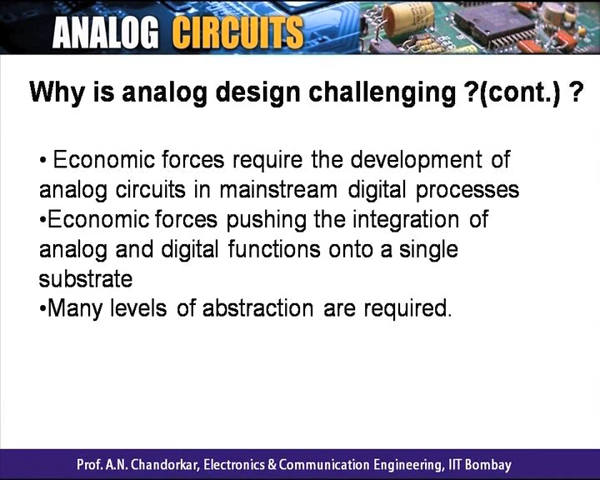 ANALOG CIRCUITS
Why is analog design challenging ?(cont.) ?
• Economic forces require the development of
analog circuits in mainstream digital processes
•Economic forces pushing the integration of
analog and digital functions onto a single
substrate
•Many levels of abstraction are required.
Prof. A.N. Chandorkar, Electronics & Communication Engineering, IIT Bombay